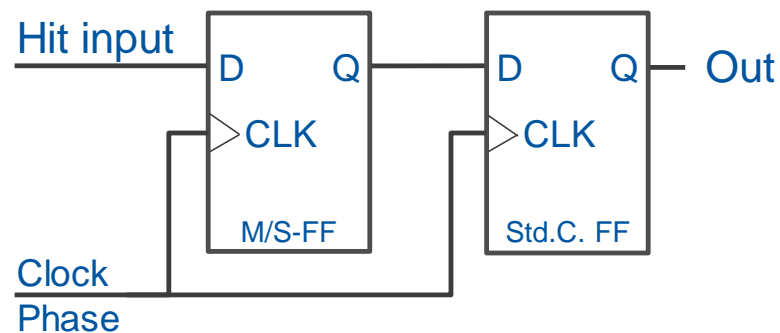 Hit input
D
Q
D
Q
Out
CLK
CLK
M/S-FF
Std.C. FF
Clock
Phase